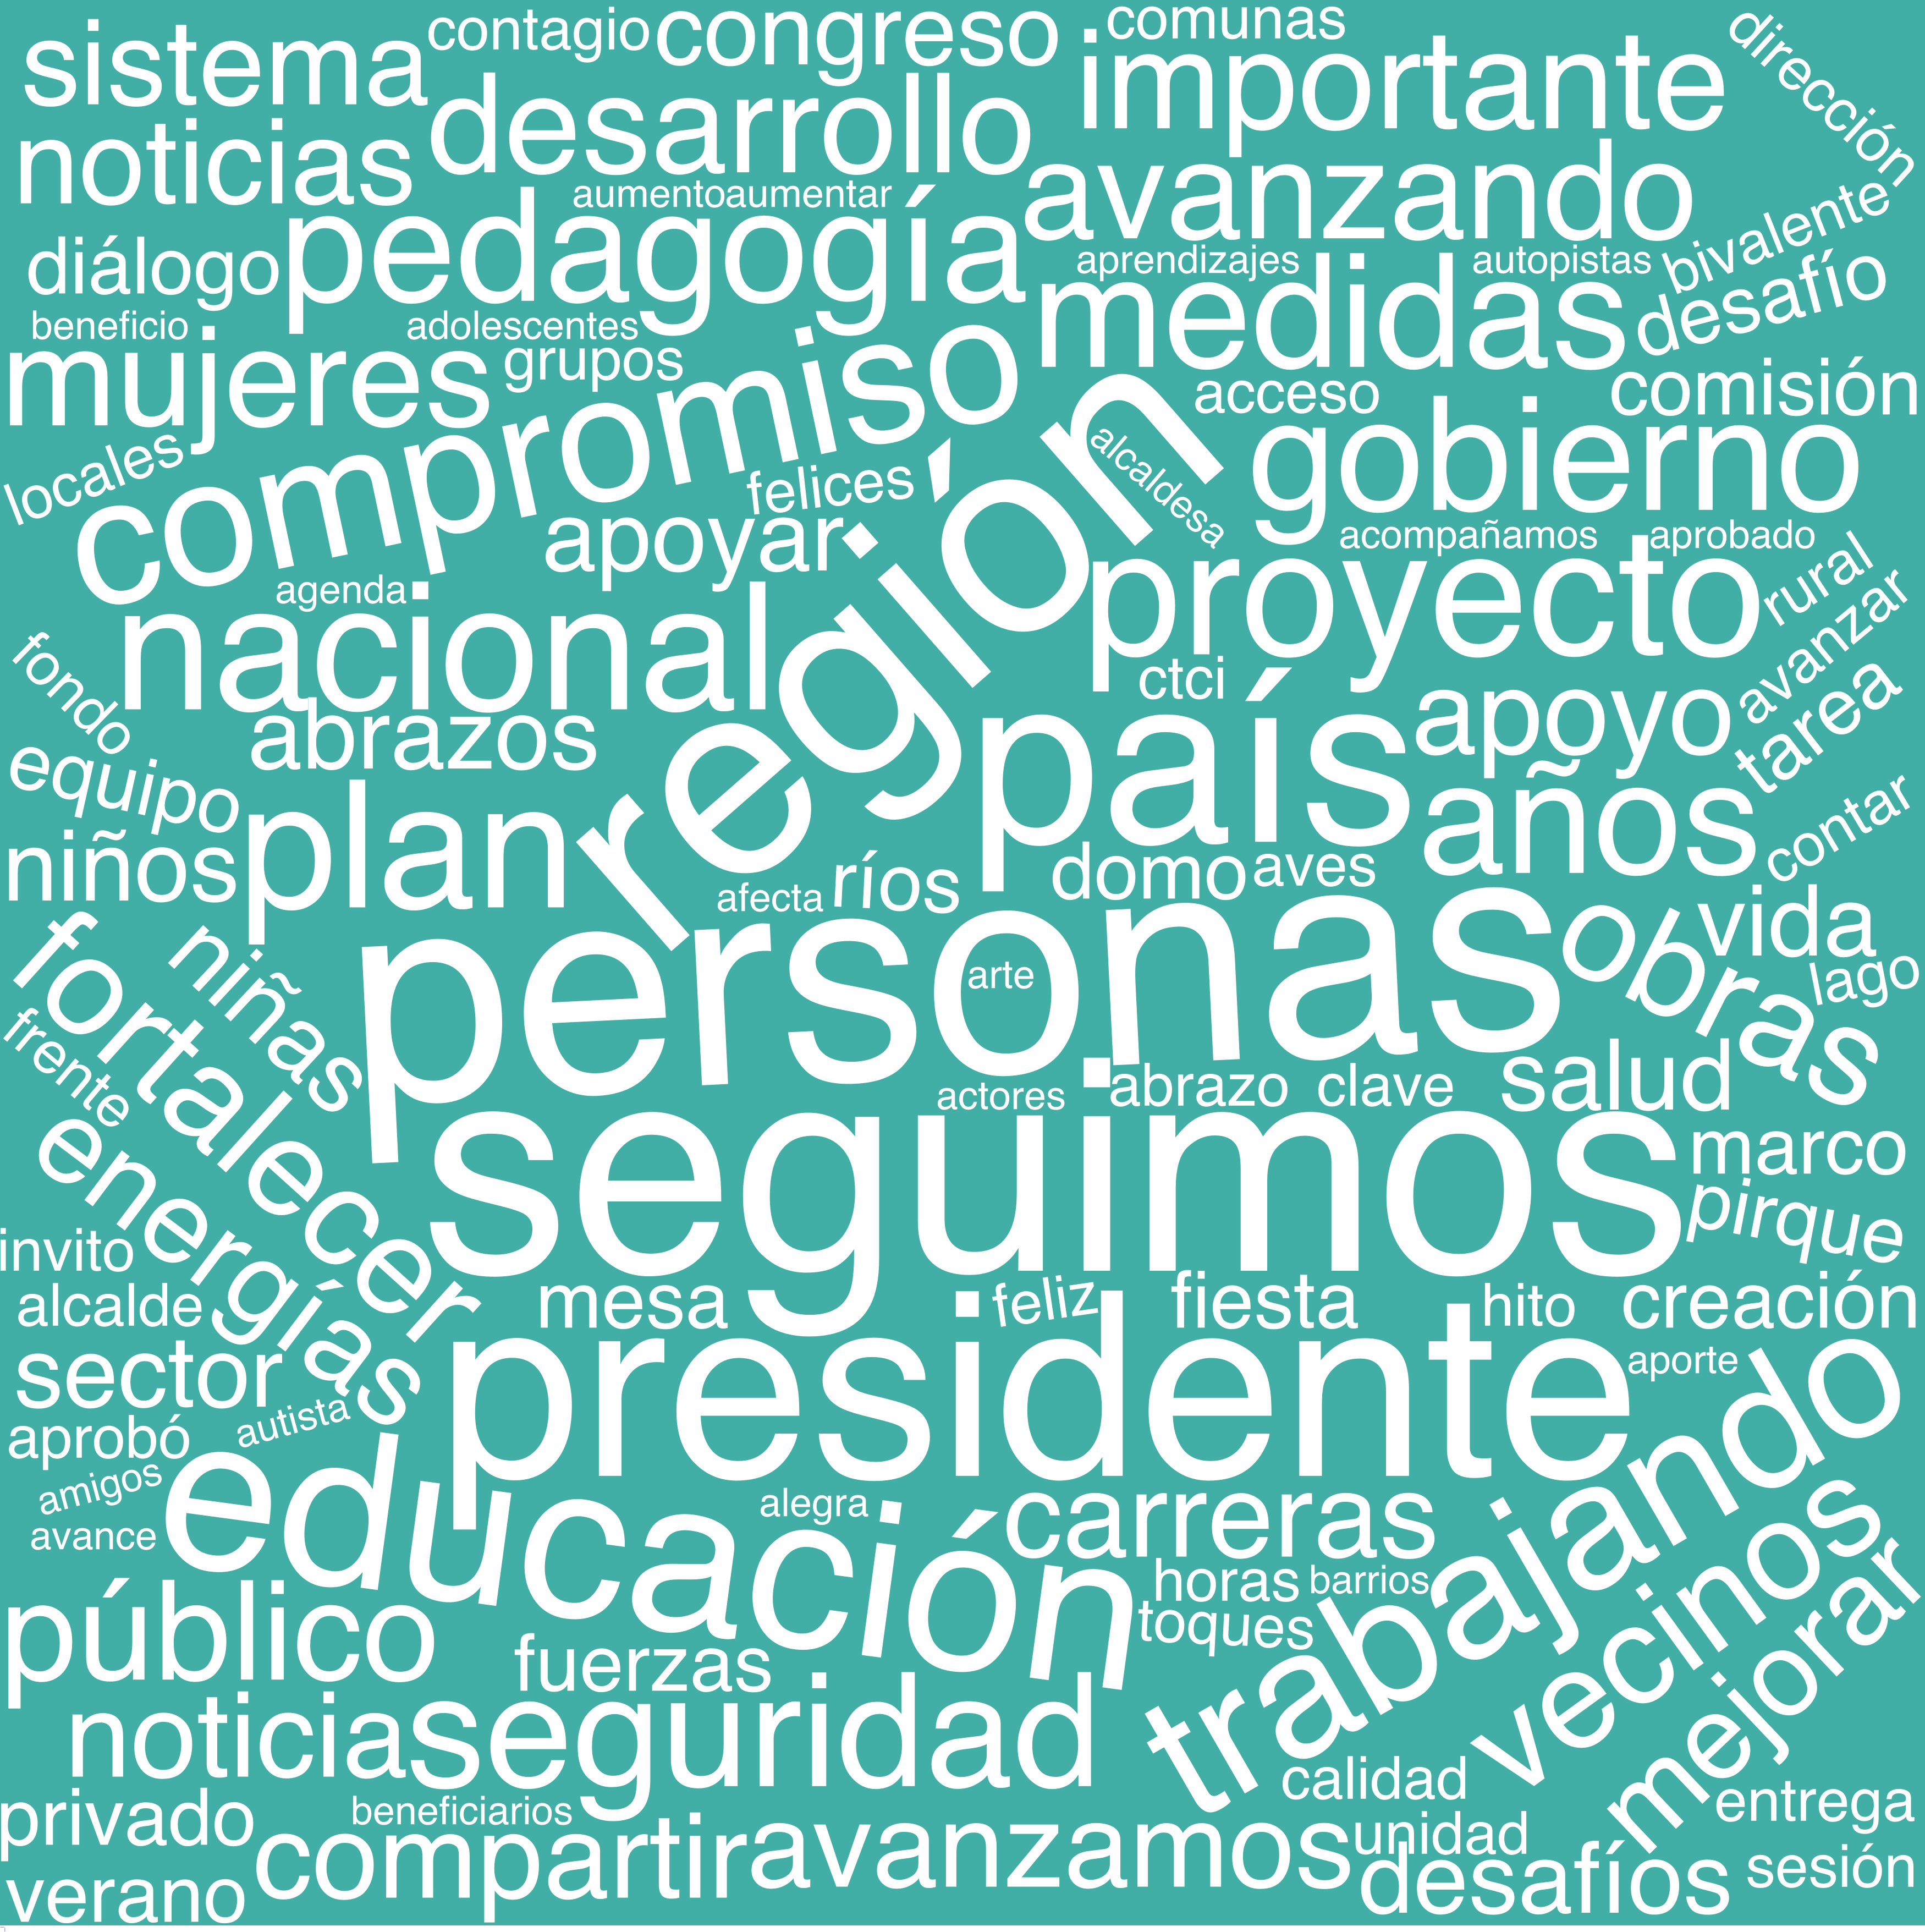 sistema
contagio
congreso
comunas
importante
dirección
noticias
desarrollo
avanzando
aumento
aumentar
bivalente
diálogo
pedagogía
aprendizajes
autopistas
desafío
beneficio
adolescentes
medidas
mujeres
grupos
compromiso
acceso
comisión
locales
felices
región
alcaldesa
gobierno
apoyar
acompañamos
aprobado
agenda
rural
nacional
proyecto
avanzar
fondo
ctci
abrazos
país
apoyo
tarea
equipo
años
contar
niños
plan
afecta
ríos
domo
aves
fortalecer
niñas
personas
arte
obras
vida
lago
frente
actores
abrazo
clave
salud
energías
seguimos
marco
pirque
invito
alcalde
mesa
feliz
fiesta
hito
creación
sector
presidente
aporte
aprobó
autista
amigos
avance
educación
alegra
carreras
trabajando
horas
barrios
público
toques
vecinos
fuerzas
mejorar
noticia
seguridad
calidad
privado
beneficiarios
entrega
compartir
avanzamos
unidad
verano
desafíos
sesión